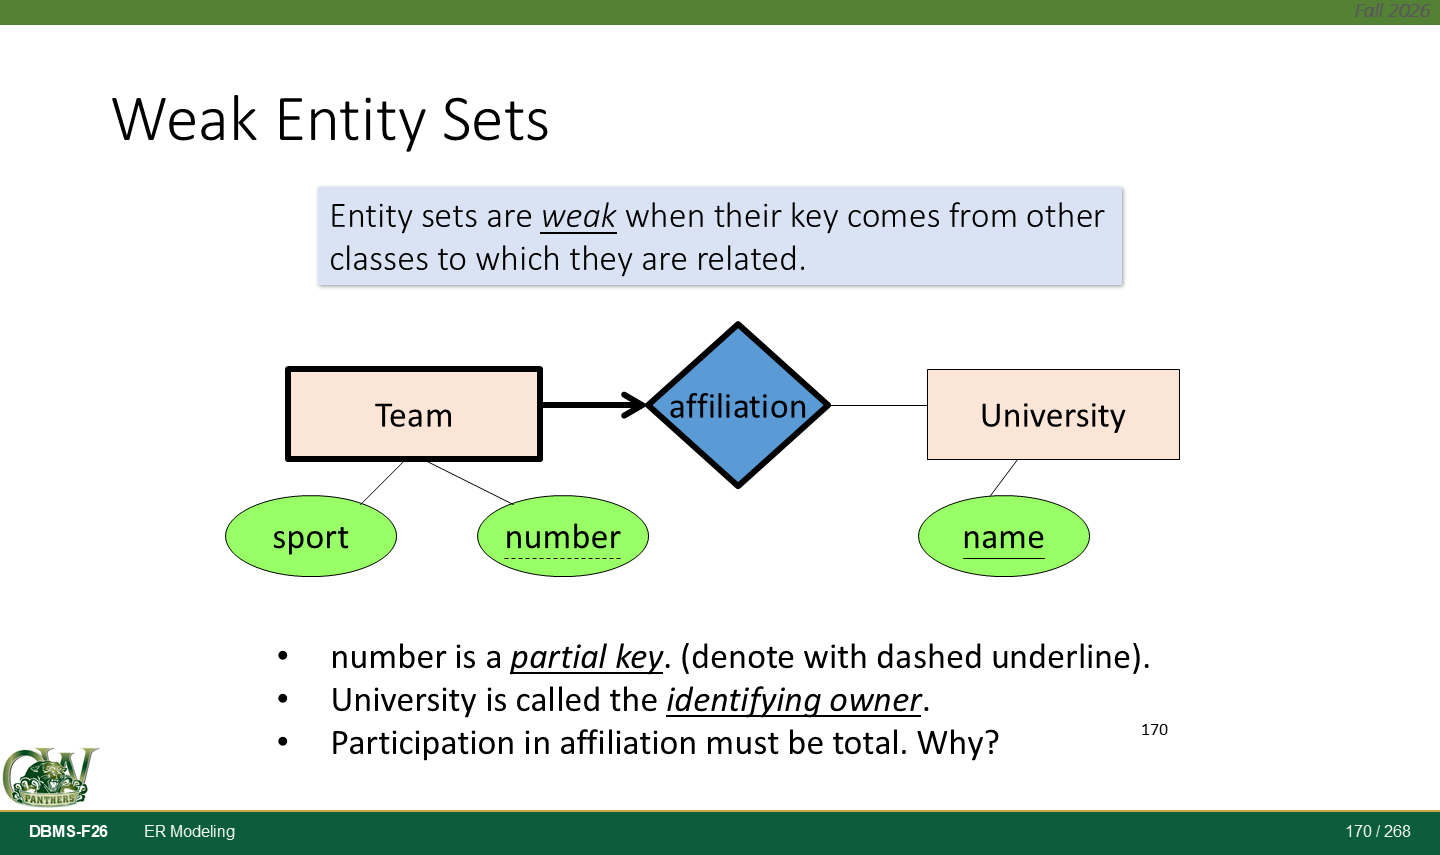 Fall 2026
Weak Entity Sets
Entity sets are weak when their key comes from other
classes to which they are related.
Team
affiliation
University
sport
number
name
• number is a partial key. (denote with dashed underline).
• University is called the identifying owner.
• Participation in affiliation must be total. Why?
170
OW
PANTHERS
DBMS-F26 ER Modeling 170 / 268